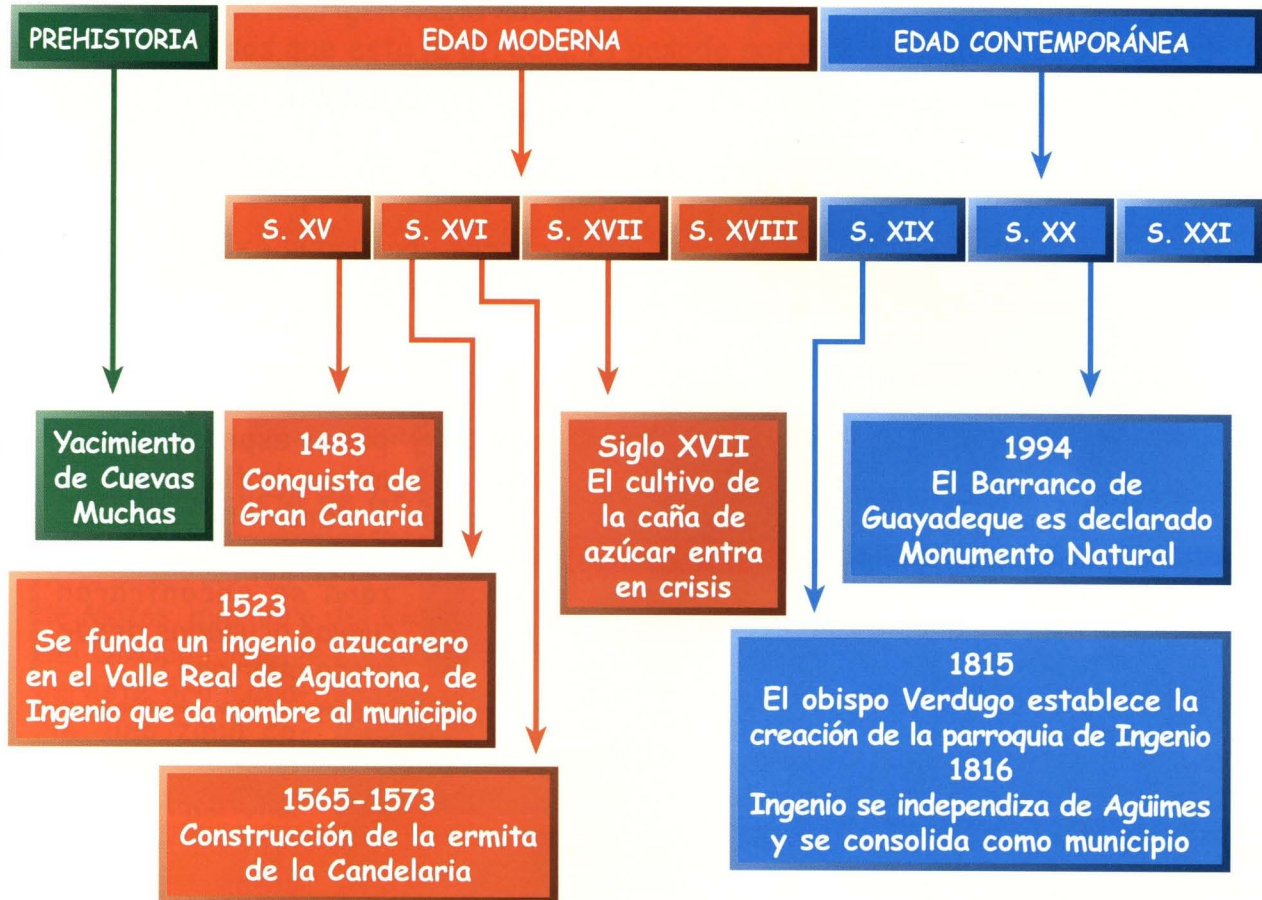 PREHISTORIA
EDAD MODERNA
EDAD CONTEMPORÁNEA
S. XV
S. XVI
S. XVII
S. XVIII
S. XIX
S. XX
S. XXI
Yacimiento
de Cuevas
Muchas
1483
Conquista de
Gran Canaria
Siglo XVII
El cultivo de
la caña de
azúcar entra
en crisis
1994
El Barranco de
Guayadeque es declarado
Monumento Natural
1523
Se funda un ingenio azucarero
en el Valle Real de Aguatona, de
Ingenio que da nombre al municipio
1815
El obispo Verdugo establece la
creación de la parroquia de Ingenio
1816
Ingenio se independiza de Agüimes
y se consolida como municipio
1565-1573
Construcción de la ermita
de la Candelaria